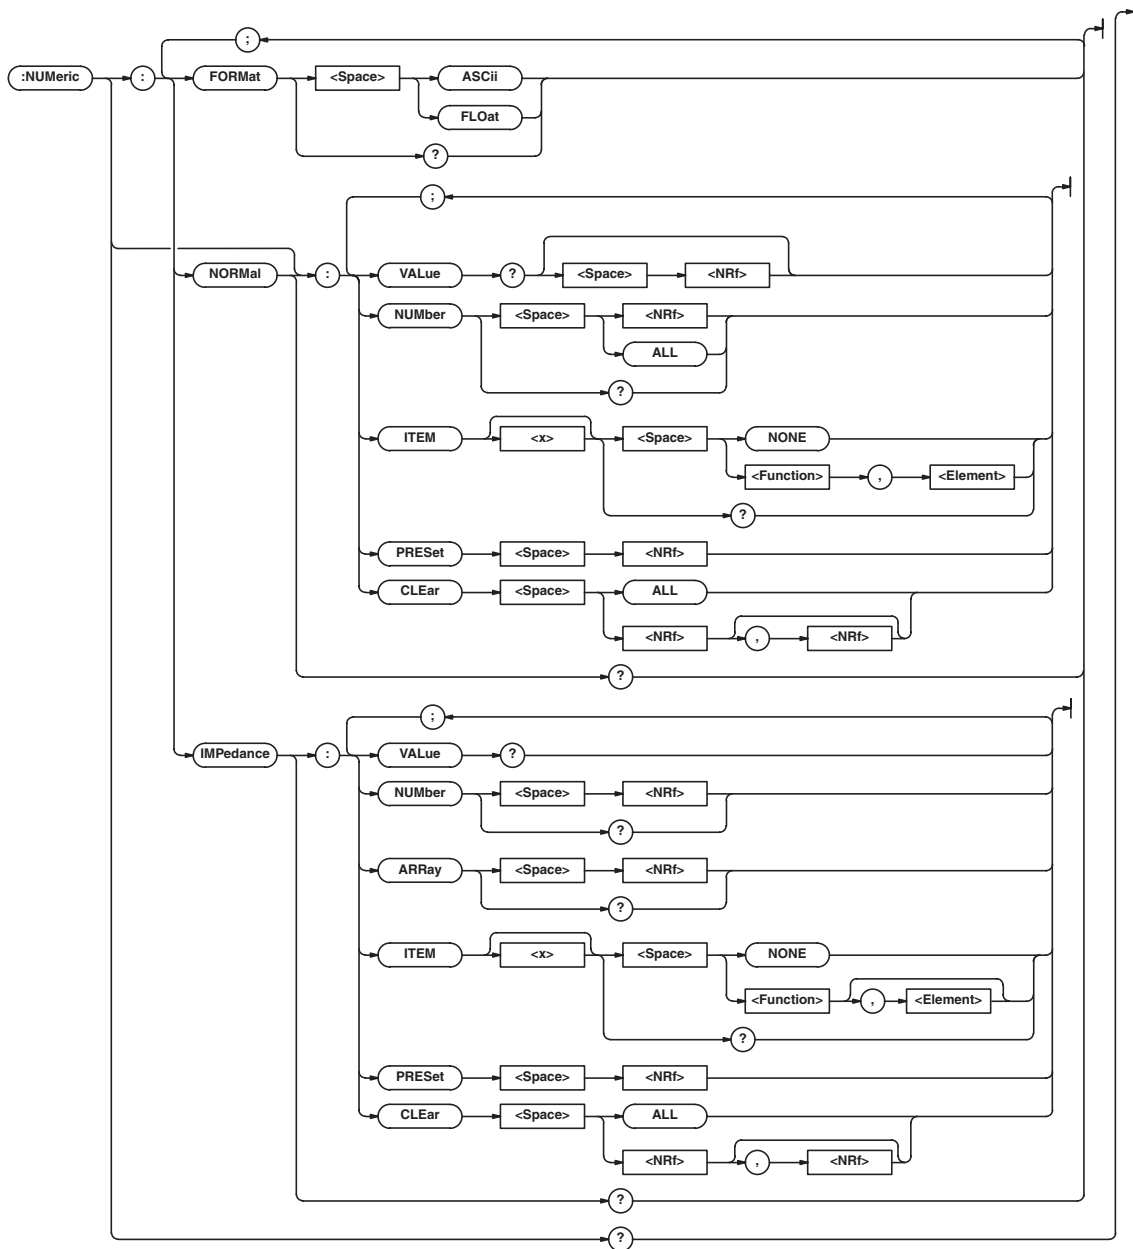 ;
:NUMeric : FORMat <Space> ASCii
FLOat
?
;
NORMal : VALue ? <Space> <NRf>
NUMber <Space> <NRf>
ALL
?
ITEM <x> <Space> NONE
<Function> , <Element>
?
PRESet <Space> <NRf>
CLEar <Space> ALL
<NRf> , <NRf>
?
;
IMPedance : VALue ?
NUMber <Space> <NRf>
?
ARRay <Space> <NRf>
?
ITEM <x> <Space> NONE
<Function> , <Element>
?
PRESet <Space> <NRf>
CLEar <Space> ALL
<NRf> , <NRf>
?
?